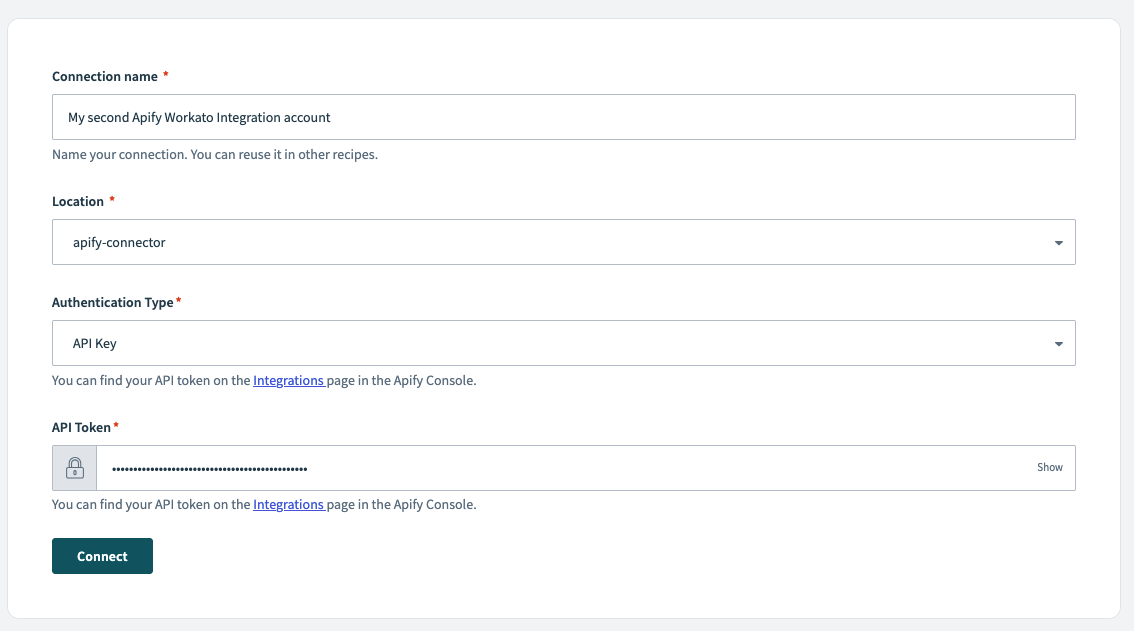 Connection name *
My second Apify Workato Integration account
Name your connection. You can reuse it in other recipes.
Location *
apify-connector
Authentication Type *
API Key
You can find your API token on the Integrations page in the Apify Console.
API Token *
••••••••••••••••••••••••••••••••••••••••••••••
Show
You can find your API token on the Integrations page in the Apify Console.
Connect